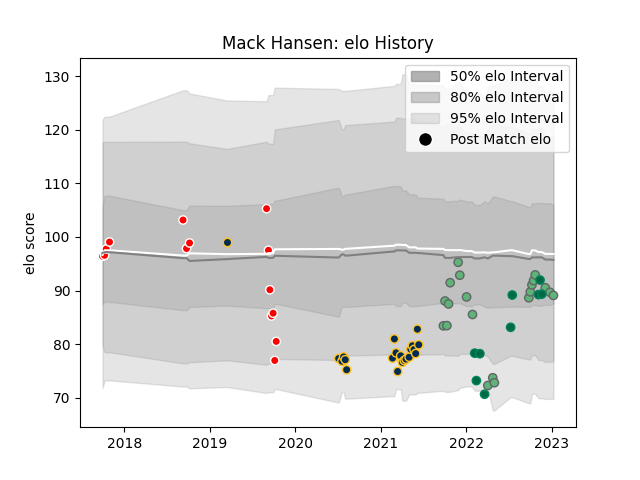 Mack Hansen: elo History
50% elo Interval
80% elo Interval
95% elo Interval
Post Match elo
elo score
130
120
110
100
90
80
70
2018
2019
2020
2021
2022
2023